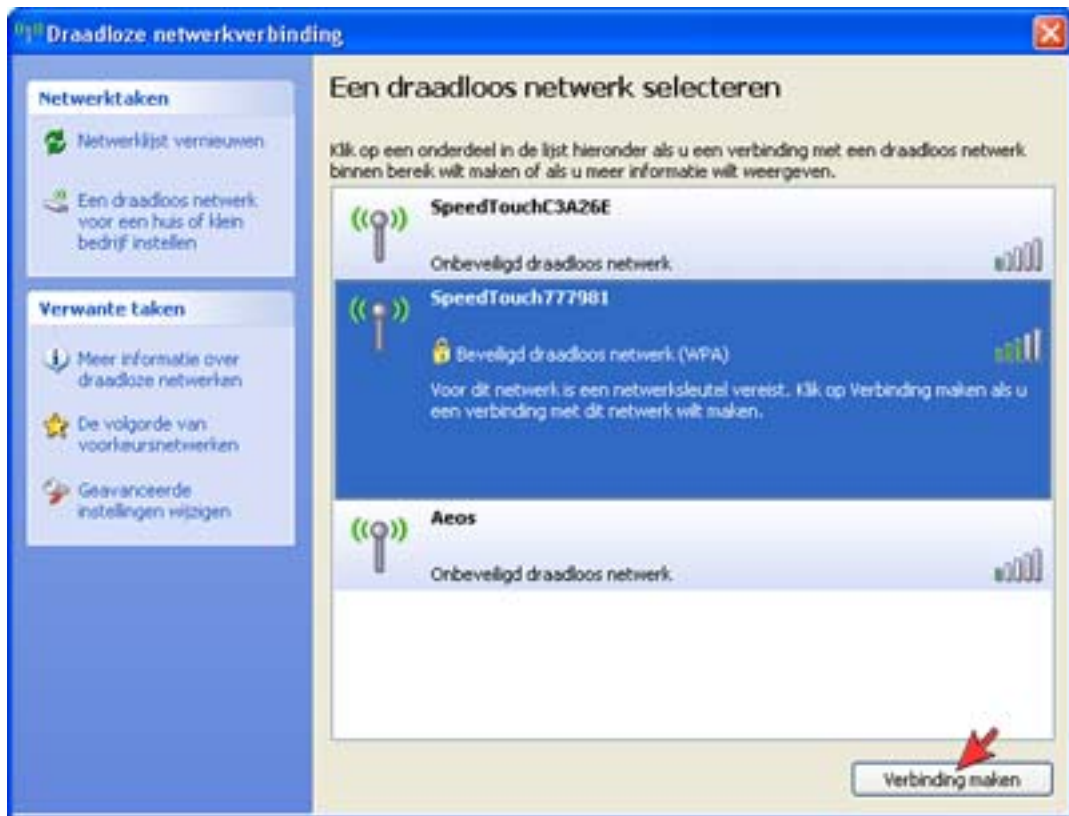 Draadloze netwerkverbinding
Netwerktaken
Netwerklijst vernieuwen
Een draadloos netwerk
voor een huis of klein
bedrijf instellen
Verwante taken
Meer informatie over
draadloze netwerken
De volgorde van
voorkeursnetwerken
Geavanceerde
instellingen wijzigen
Een draadloos netwerk selecteren
Klik op een onderdeel in de lijst hieronder als u een verbinding met een draadloos netwerk
binnen bereik wilt maken of als u meer informatie wilt weergeven.
SpeedTouchC3A26E
Onbeveiligd draadloos netwerk
SpeedTouch777981
Beveiligd draadloos netwerk (WPA)
Voor dit netwerk is een netwerksleutel vereist. Klik op Verbinding maken als u
een verbinding met dit netwerk wilt maken.
Aeos
Onbeveiligd draadloos netwerk
Verbinding maken